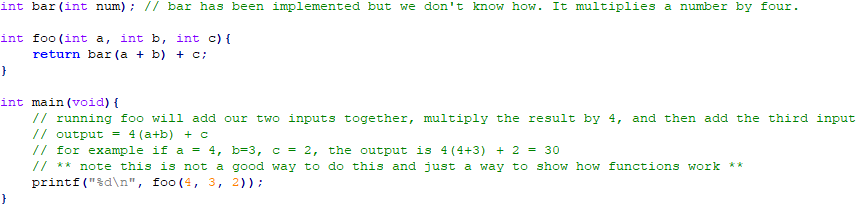 int bar(int num); // bar has been implemented but we don't know how. It multiplies a number by four.
int foo(int a, int b, int c){
return bar(a + b) + c;
}
int main(void){
// running foo will add our two inputs together, multiply the result by 4, and then add the third input
// output = 4(a+b) + c
// for example if a = 4, b=3, c = 2, the output is 4(4+3) + 2 = 30
// ** note this is not a good way to do this and just a way to show how functions work **
printf("%d\n", foo(4, 3, 2));
}